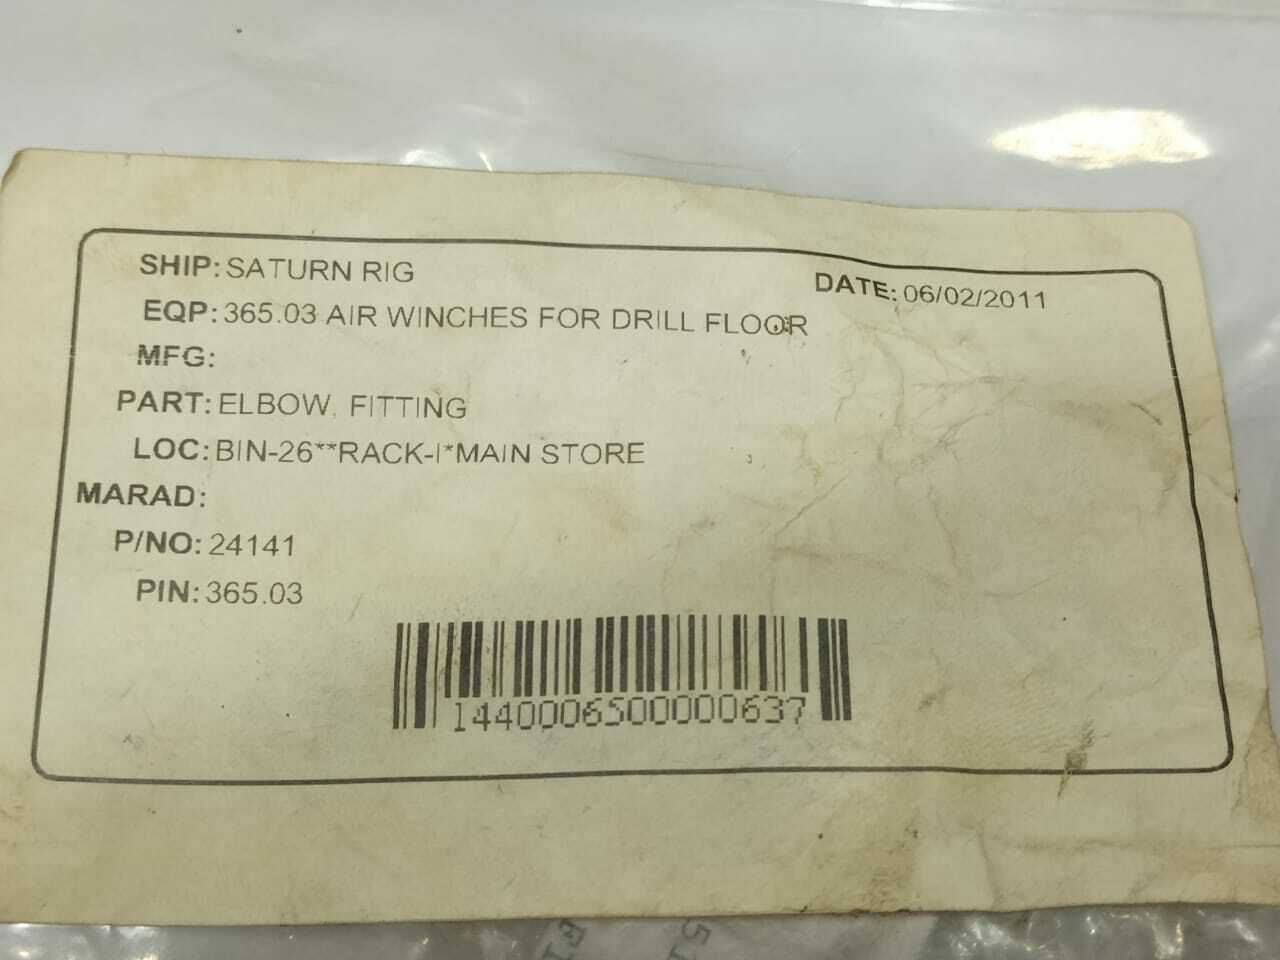 SHIP: SATURN RIG
DATE: 06/02/2011
EQP: 365.03 AIR WINCHES FOR DRILL FLOOR
MFG:
PART: ELBOW, FITTING
LOC: BIN-26**RACK-I*MAIN STORE
MARAD:
P/NO: 24141
PIN: 365.03
1440006500000637